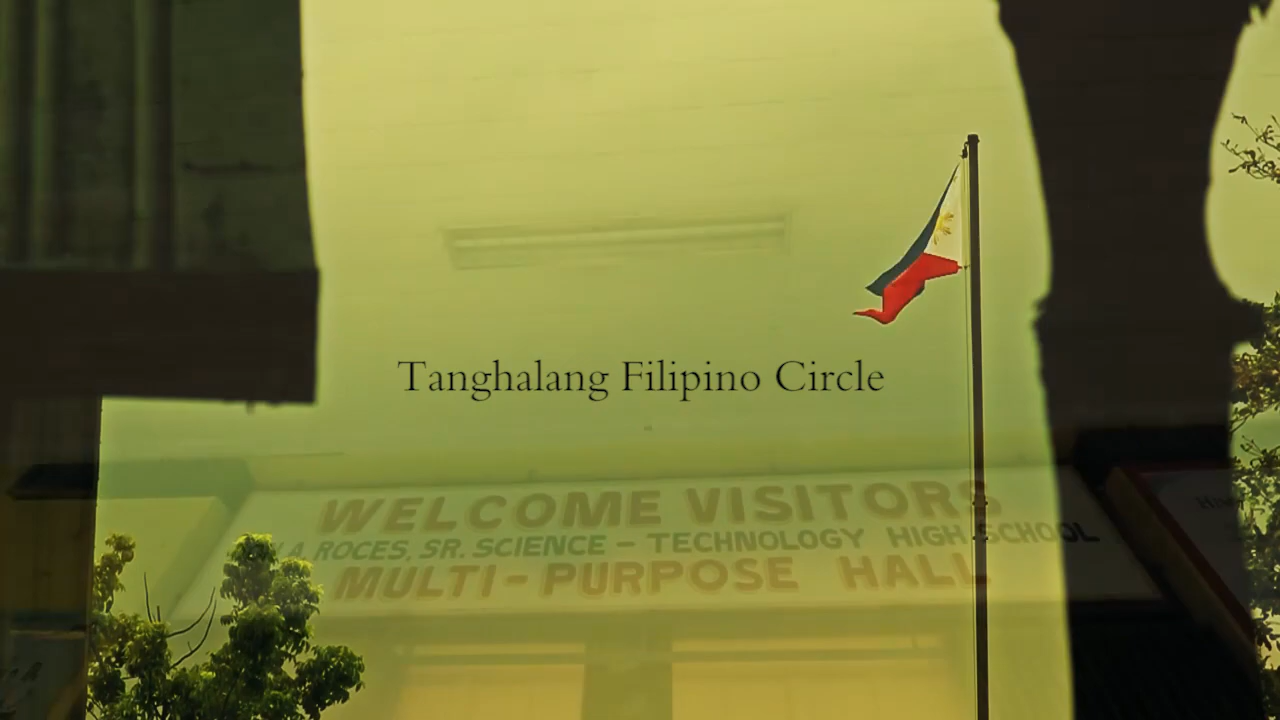 Tanghalang Filipino Circle
WELCOME VISITORS
A. ROCES, SR. SCIENCE - TECHNOLOGY HIGH SCHOOL
MULTI-PURPOSE HALL